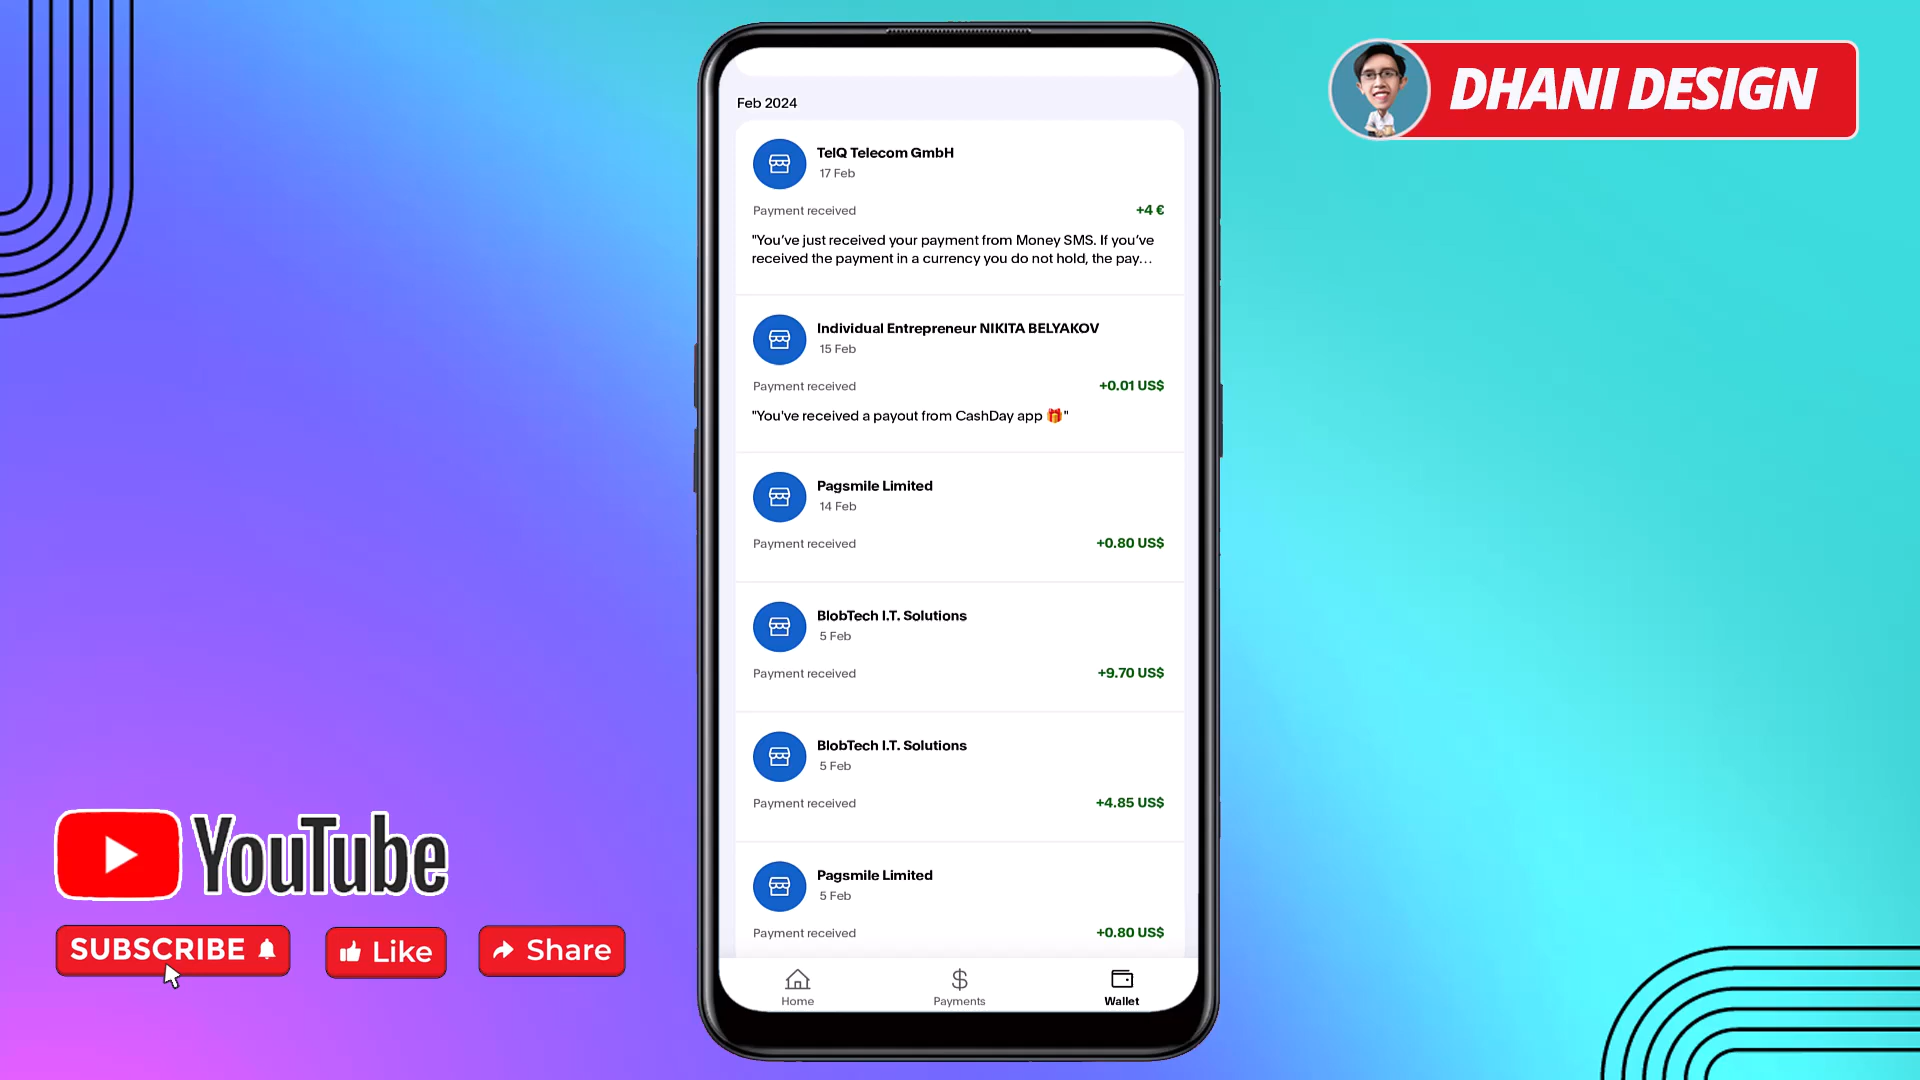 DHANI DESIGN
Feb 2024
TelQ Telecom GmbH
17 Feb
Payment received
+4 €
"You’ve just received your payment from Money SMS. If you’ve
received the payment in a currency you do not hold, the pay...
Individual Entrepreneur NIKITA BELYAKOV
15 Feb
Payment received
+0.01 US$
"You've received a payout from CashDay app 🎁"
Pagsmile Limited
14 Feb
Payment received
+0.80 US$
BlobTech I.T. Solutions
5 Feb
Payment received
+9.70 US$
BlobTech I.T. Solutions
5 Feb
Payment received
+4.85 US$
Pagsmile Limited
5 Feb
Payment received
+0.80 US$
Home
Payments
Wallet
YouTube
SUBSCRIBE
Like
Share